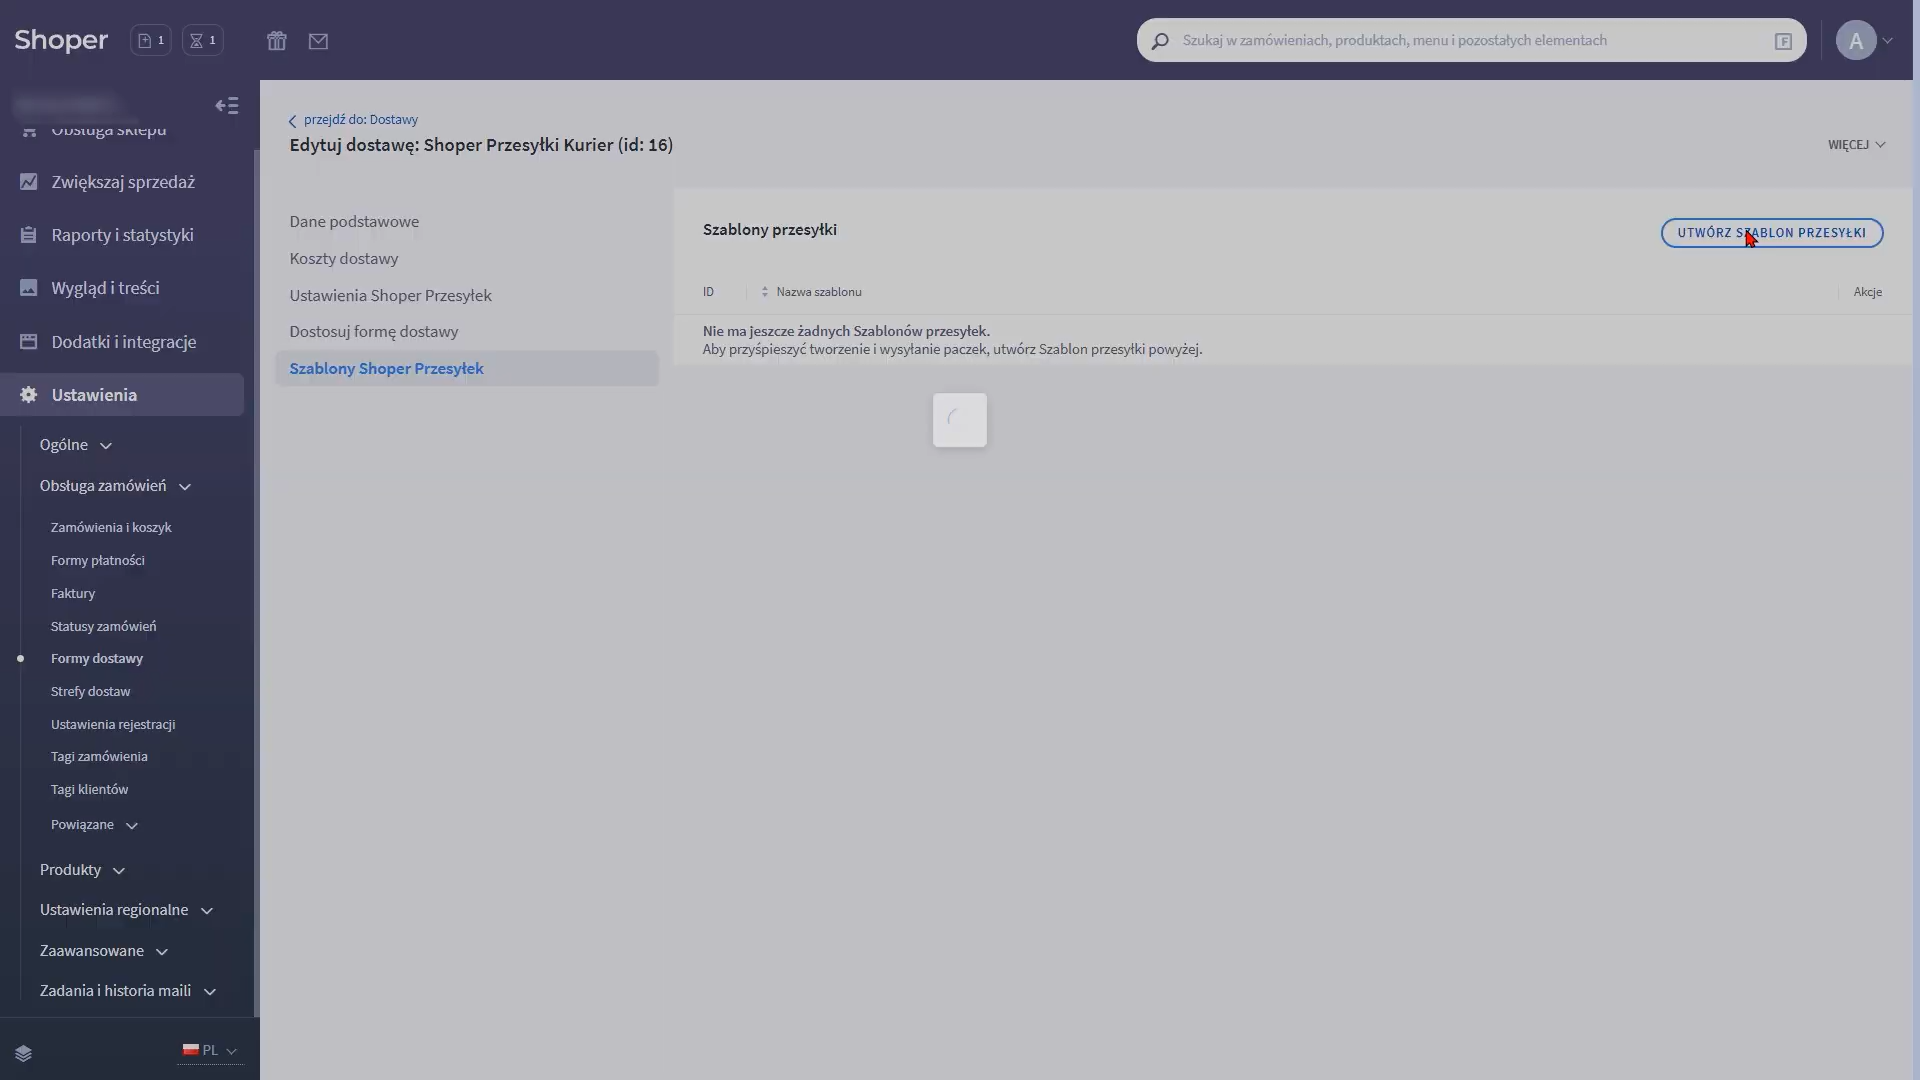 Shoper
1
1
Szukaj w zamówieniach, produktach, menu i pozostałych elementach
F
A
Obsługa sklepu
Zwiększaj sprzedaż
Raporty i statystyki
Wygląd i treści
Dodatki i integracje
Ustawienia
Ogólne
Obsługa zamówień
Zamówienia i koszyk
Formy płatności
Faktury
Statusy zamówień
Formy dostawy
Strefy dostaw
Ustawienia rejestracji
Tagi zamówienia
Tagi klientów
Powiązane
Produkty
Ustawienia regionalne
Zaawansowane
Zadania i historia maili
PL
przejdź do: Dostawy
Edytuj dostawę: Shoper Przesyłki Kurier (id: 16)
WIĘCEJ
Dane podstawowe
Koszty dostawy
Ustawienia Shoper Przesyłek
Dostosuj formę dostawy
Szablony Shoper Przesyłek
Szablony przesyłki
UTWÓRZ SZABLON PRZESYŁKI
ID
Nazwa szablonu
Akcje
Nie ma jeszcze żadnych Szablonów przesyłek.
Aby przyśpieszyć tworzenie i wysyłanie paczek, utwórz Szablon przesyłki powyżej.